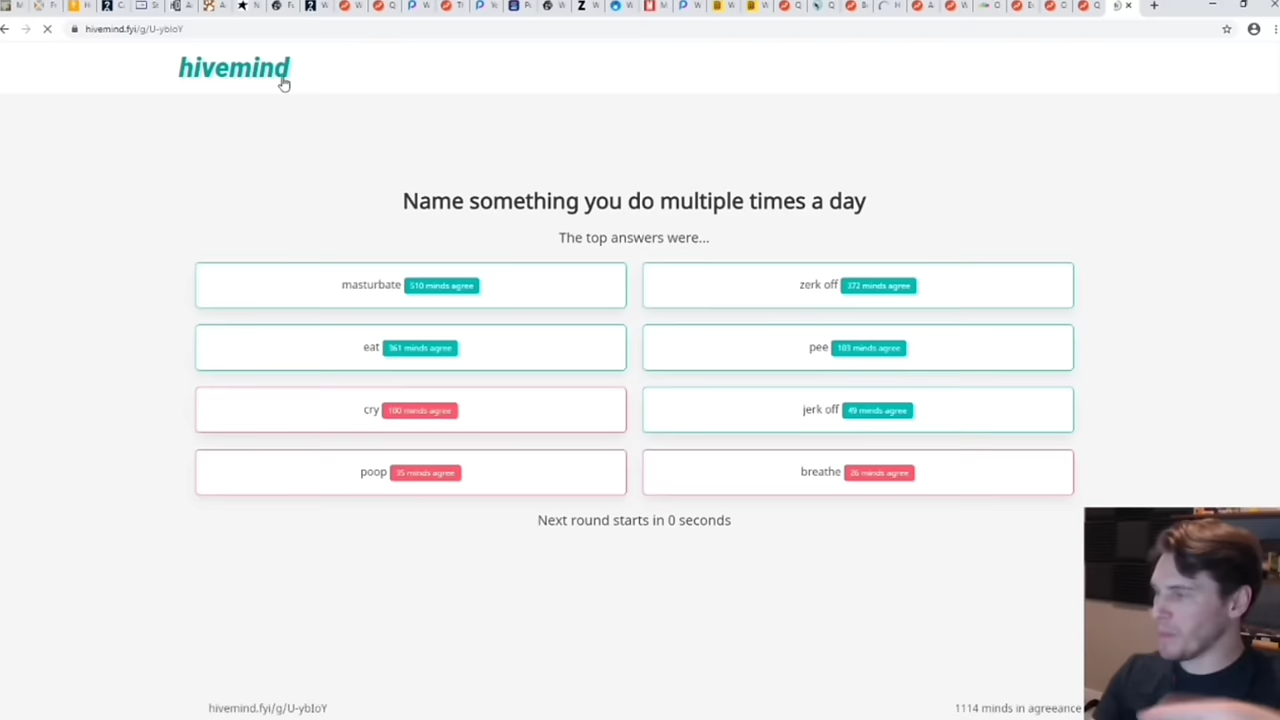 hivemind.fyi/g/U-ybIoY
hivemind
Name something you do multiple times a day
The top answers were...
masturbate 510 minds agree
zerk off 372 minds agree
eat 361 minds agree
pee 103 minds agree
cry 100 minds agree
jerk off 49 minds agree
poop 35 minds agree
breathe 26 minds agree
Next round starts in 0 seconds
hivemind.fyi/g/U-ybIoY
1114 minds in agreeance